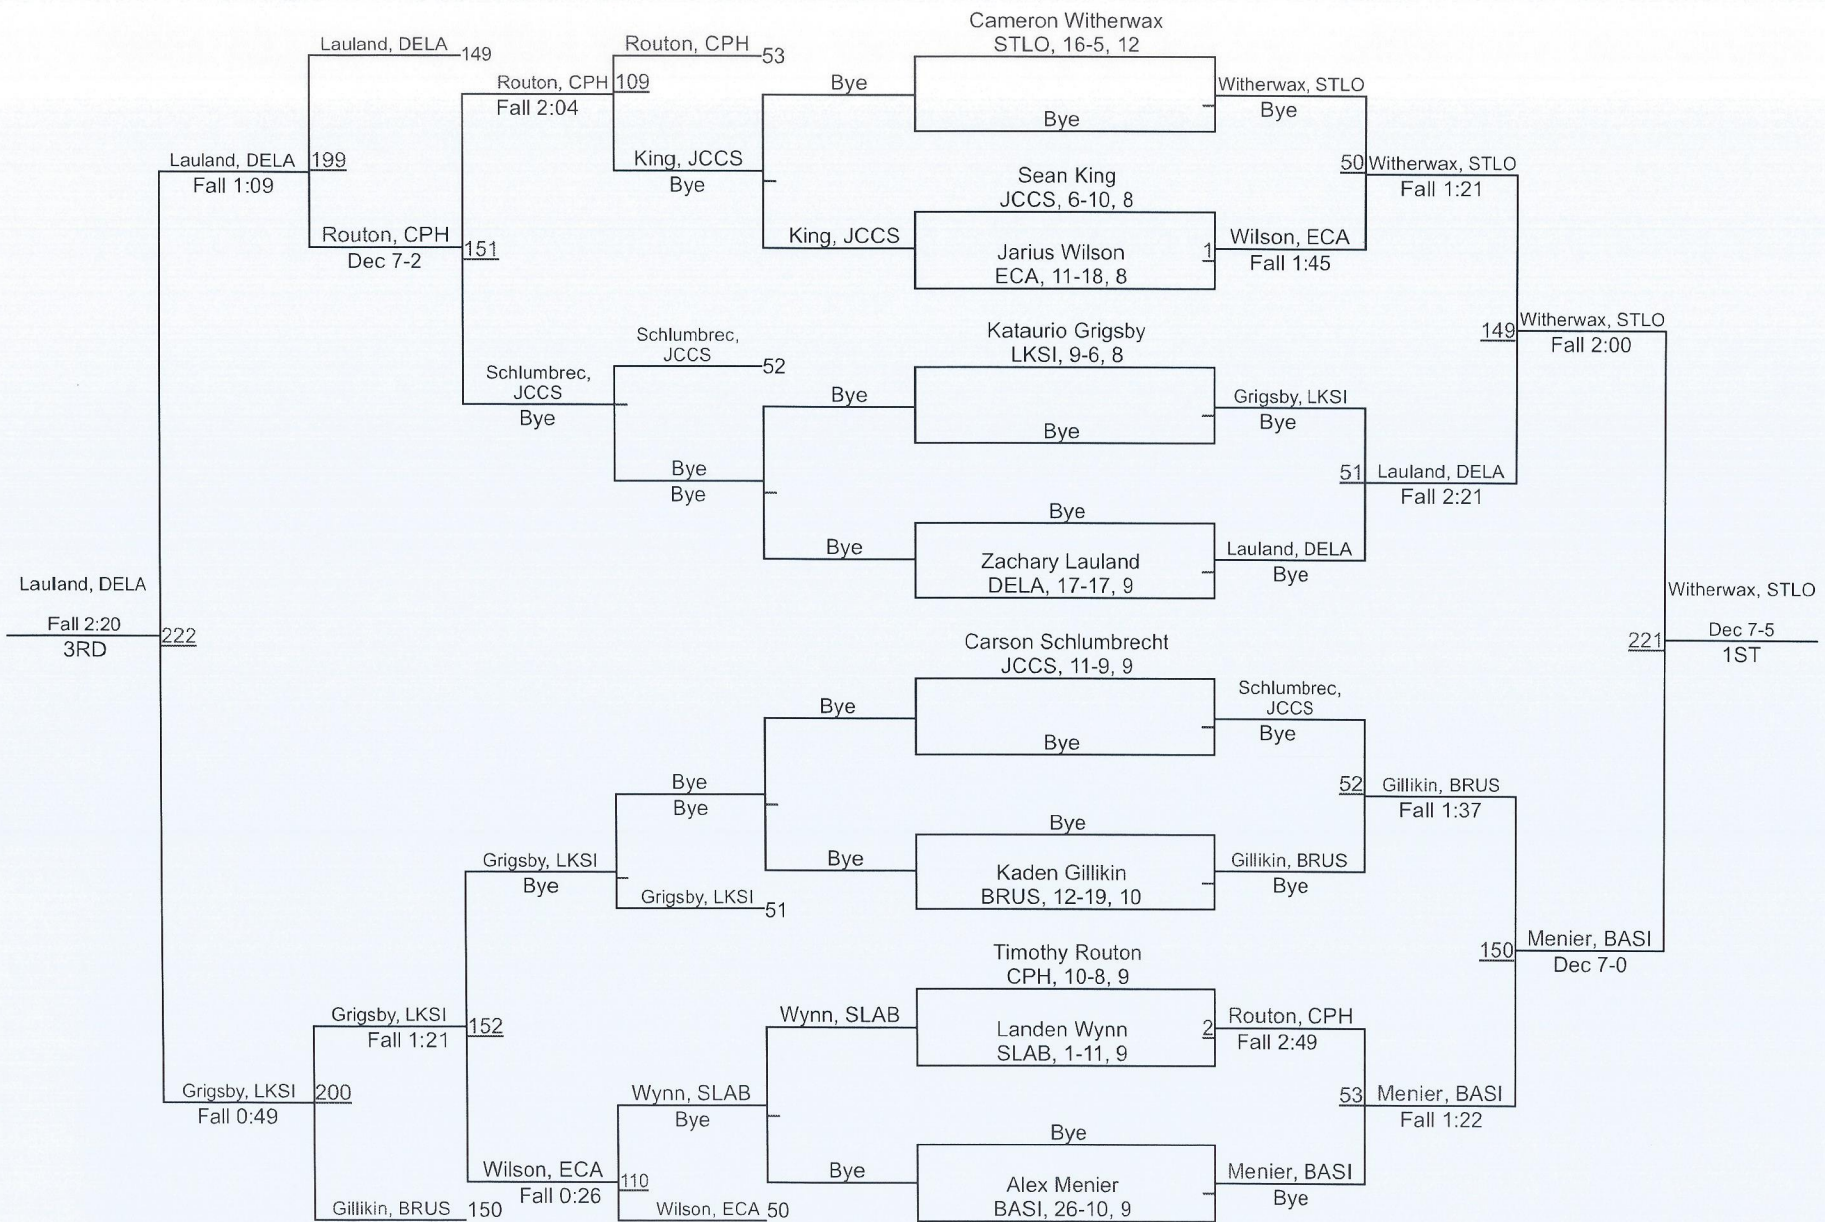 Cameron Witherwax
STLO, 16-5, 12
Lauland, DELA 149
Routon, CPH 53
Routon, CPH 109
Fall 2:04
Bye
Bye
Witherwax, STLO
Bye
Lauland, DELA 199
Fall 1:09
King, JCCS
Bye
50 Witherwax, STLO
Fall 1:21
Sean King
JCCS, 6-10, 8
Routon, CPH 151
Dec 7-2
King, JCCS
Jarius Wilson
ECA, 11-18, 8
1 Wilson, ECA
Fall 1:45
Kataurio Grigsby
LKSI, 9-6, 8
149 Witherwax, STLO
Fall 2:00
Schlumbrec,
JCCS 52
Schlumbrec,
JCCS
Bye
Bye
Bye
Grigsby, LKSI
Bye
Bye
Bye
51 Lauland, DELA
Fall 2:21
Bye
Bye
Zachary Lauland
DELA, 17-17, 9
Lauland, DELA
Bye
Lauland, DELA
Fall 2:20
3RD
222
Witherwax, STLO
221 Dec 7-5
1ST
Carson Schlumbrecht
JCCS, 11-9, 9
Bye
Bye
Schlumbrec,
JCCS
Bye
Bye
Bye
52 Gillikin, BRUS
Fall 1:37
Bye
Grigsby, LKSI
Bye
Bye
Kaden Gillikin
BRUS, 12-19, 10
Gillikin, BRUS
Bye
Grigsby, LKSI 51
150 Menier, BASI
Dec 7-0
Timothy Routon
CPH, 10-8, 9
Grigsby, LKSI 152
Fall 1:21
Wynn, SLAB
Landen Wynn
SLAB, 1-11, 9
2 Routon, CPH
Fall 2:49
Grigsby, LKSI 200
Fall 0:49
Wynn, SLAB
Bye
53 Menier, BASI
Fall 1:22
Bye
Wilson, ECA 110
Fall 0:26
Bye
Alex Menier
BASI, 26-10, 9
Menier, BASI
Bye
Gillikin, BRUS 150
Wilson, ECA 50